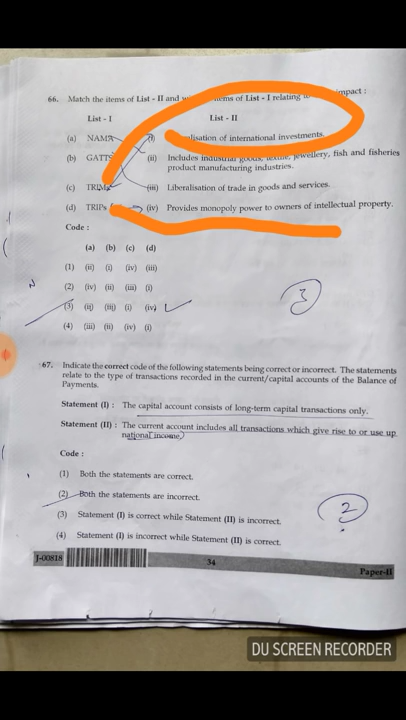 66. Match the items of List - II and items of List - I relating impact :
List - I List - II
(a) NAMA (i) alisation of international investments.
(b) GATTS (ii) Includes industrial goods, textile, jewellery, fish and fisheries
product manufacturing industries.
(c) TRIMs (iii) Liberalisation of trade in goods and services.
(d) TRIPs (iv) Provides monopoly power to owners of intellectual property.
Code :
(a) (b) (c) (d)
(1) (ii) (i) (iv) (iii)
(2) (iv) (ii) (iii) (i)
(3) (ii) (iii) (i) (iv)
(4) (iii) (ii) (iv) (i)
3
67. Indicate the correct code of the following statements being correct or incorrect. The statements
relate to the type of transactions recorded in the current/capital accounts of the Balance of
Payments.
Statement (I) : The capital account consists of long-term capital transactions only.
Statement (II) : The current account includes all transactions which give rise to or use up
national income.
Code :
(1) Both the statements are correct.
(2) Both the statements are incorrect.
(3) Statement (I) is correct while Statement (II) is incorrect.
(4) Statement (I) is incorrect while Statement (II) is correct.
2
J-00818 34 Paper-II
DU SCREEN RECORDER